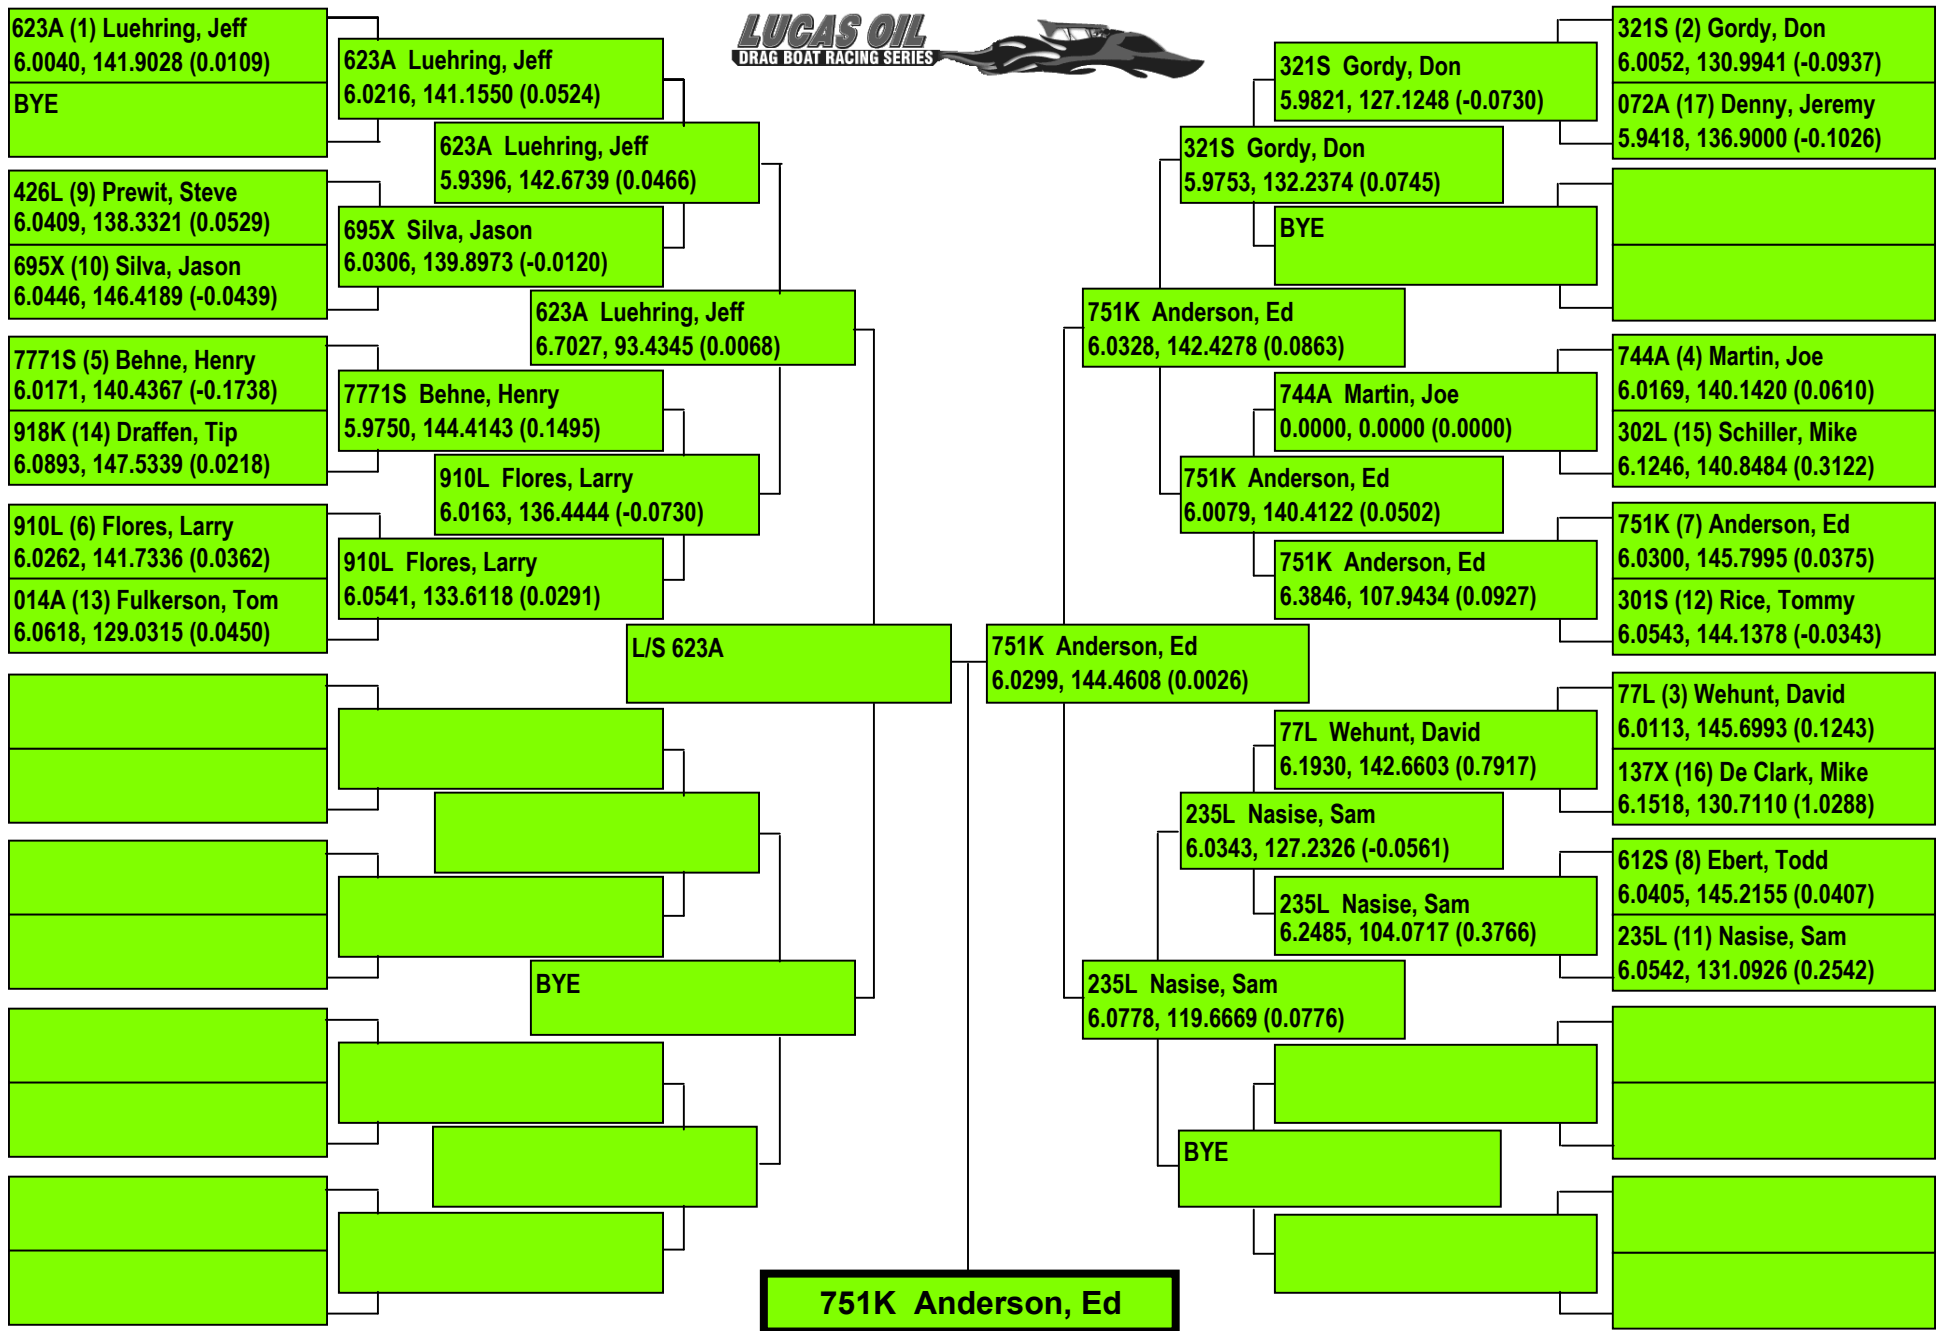 LUCAS OIL
DRAG BOAT RACING SERIES
623A (1) Luehring, Jeff
6.0040, 141.9028 (0.0109)
BYE
426L (9) Prewit, Steve
6.0409, 138.3321 (0.0529)
695X (10) Silva, Jason
6.0446, 146.4189 (-0.0439)
7771S (5) Behne, Henry
6.0171, 140.4367 (-0.1738)
918K (14) Draffen, Tip
6.0893, 147.5339 (0.0218)
910L (6) Flores, Larry
6.0262, 141.7336 (0.0362)
014A (13) Fulkerson, Tom
6.0618, 129.0315 (0.0450)
623A Luehring, Jeff
6.0216, 141.1550 (0.0524)
695X Silva, Jason
6.0306, 139.8973 (-0.0120)
7771S Behne, Henry
5.9750, 144.4143 (0.1495)
910L Flores, Larry
6.0541, 133.6118 (0.0291)
623A Luehring, Jeff
5.9396, 142.6739 (0.0466)
910L Flores, Larry
6.0163, 136.4444 (-0.0730)
623A Luehring, Jeff
6.7027, 93.4345 (0.0068)
BYE
L/S 623A
751K Anderson, Ed
6.0299, 144.4608 (0.0026)
751K Anderson, Ed
6.0328, 142.4278 (0.0863)
235L Nasise, Sam
6.0778, 119.6669 (0.0776)
321S Gordy, Don
5.9753, 132.2374 (0.0745)
751K Anderson, Ed
6.0079, 140.4122 (0.0502)
235L Nasise, Sam
6.0343, 127.2326 (-0.0561)
BYE
321S Gordy, Don
5.9821, 127.1248 (-0.0730)
BYE
744A Martin, Joe
0.0000, 0.0000 (0.0000)
751K Anderson, Ed
6.3846, 107.9434 (0.0927)
77L Wehunt, David
6.1930, 142.6603 (0.7917)
235L Nasise, Sam
6.2485, 104.0717 (0.3766)
321S (2) Gordy, Don
6.0052, 130.9941 (-0.0937)
072A (17) Denny, Jeremy
5.9418, 136.9000 (-0.1026)
744A (4) Martin, Joe
6.0169, 140.1420 (0.0610)
302L (15) Schiller, Mike
6.1246, 140.8484 (0.3122)
751K (7) Anderson, Ed
6.0300, 145.7995 (0.0375)
301S (12) Rice, Tommy
6.0543, 144.1378 (-0.0343)
77L (3) Wehunt, David
6.0113, 145.6993 (0.1243)
137X (16) De Clark, Mike
6.1518, 130.7110 (1.0288)
612S (8) Ebert, Todd
6.0405, 145.2155 (0.0407)
235L (11) Nasise, Sam
6.0542, 131.0926 (0.2542)
751K Anderson, Ed